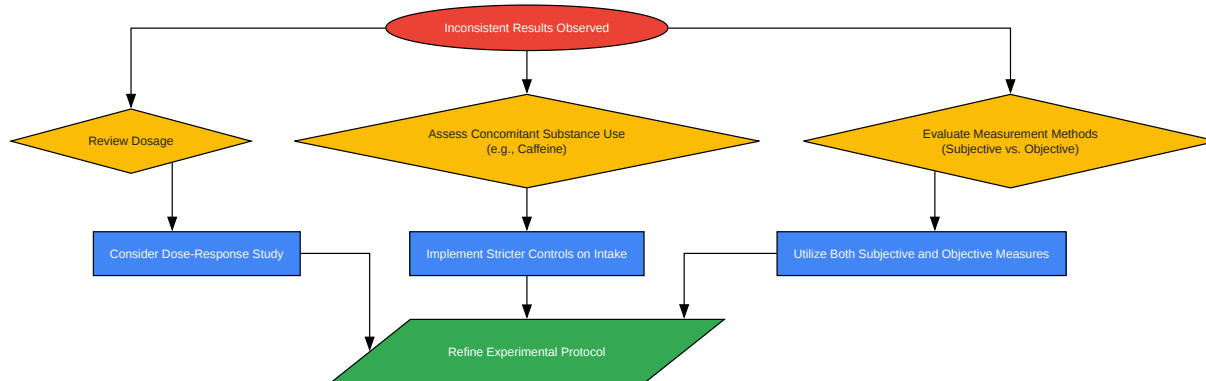 Inconsistent Results Observed
Review Dosage
Assess Concomitant Substance Use
(e.g., Caffeine)
Evaluate Measurement Methods
(Subjective vs. Objective)
Consider Dose-Response Study
Implement Stricter Controls on Intake
Utilize Both Subjective and Objective Measures
Refine Experimental Protocol